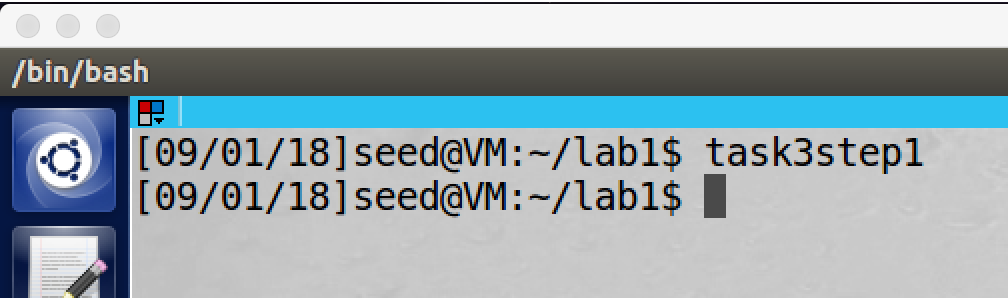 /bin/bash
[09/01/18]seed@VM:~/lab1$ task3step1
[09/01/18]seed@VM:~/lab1$